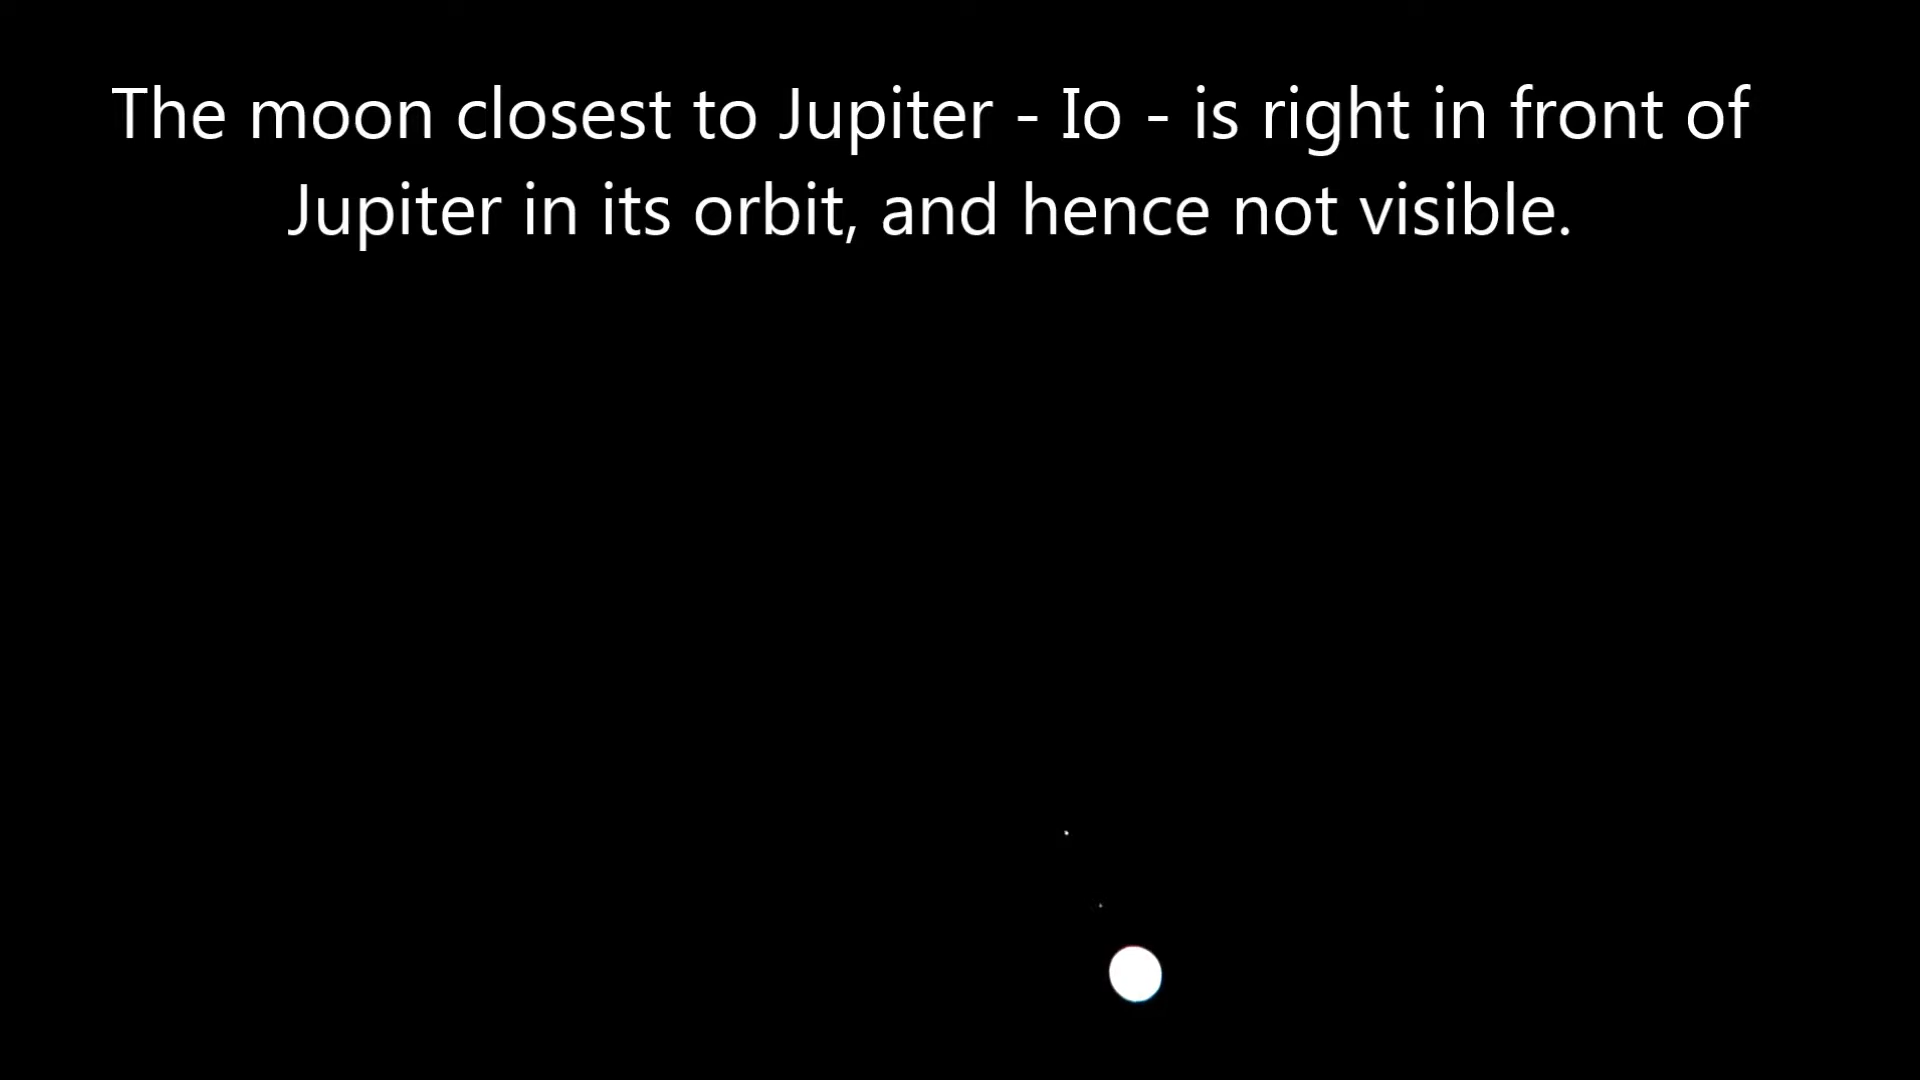 The moon closest to Jupiter - Io - is right in front of
Jupiter in its orbit, and hence not visible.